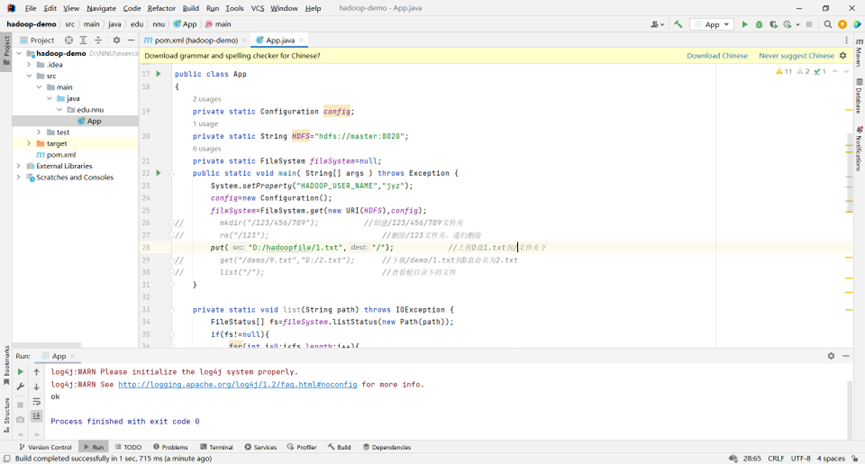 File Edit View Navigate Code Refactor Build Run Tools VCS Window Help hadoop-demo - App.java
hadoop-demo src main java edu nnu App main App
Project pom.xml (hadoop-demo) App.java
Download grammar and spelling checker for Chinese? Download Chinese Never suggest Chinese
hadoop-demo D:\NNU\exercis
.idea
src
main
java
edu.nnu
App
test
target
pom.xml
External Libraries
Scratches and Consoles
11 2 1
17 public class App
18 {
2 usages
19 private static Configuration config;
1 usage
20 private static String HDFS="hdfs://master:8020";
6 usages
21 private static FileSystem fileSystem=null;
22 public static void main( String[] args ) throws Exception {
23 System.setProperty("HADOOP_USER_NAME","jyz");
24 config=new Configuration();
25 fileSystem=FileSystem.get(new URI(HDFS),config);
26 // mkdir("/123/456/789"); //创建/123/456/789文件夹
27 // rm("/123"); //删除/123文件夹,递归删除
28 put( src: "D:/hadoopfile/1.txt", dest: "/"); //上传D盘1.txt到/文件夹下
29 // get("/demo/9.txt","D:/2.txt"); //下载/demo/1.txt到D盘命名为2.txt
30 // list("/"); //查看根目录下的文件
31 }
32
33 private static void list(String path) throws IOException {
34 FileStatus[] fs=fileSystem.listStatus(new Path(path));
35 if(fs!=null){
for(int i=0;i<fs.length;i++){
Project
Bookmarks
Structure
Maven
Database
Notifications
Run: App
log4j:WARN Please initialize the log4j system properly.
log4j:WARN See http://logging.apache.org/log4j/1.2/faq.html#noconfig for more info.
ok
Process finished with exit code 0
Version Control Run TODO Problems Terminal Services Profiler Build Dependencies
Build completed successfully in 1 sec, 715 ms (a minute ago) 28:65 CRLF UTF-8 4 spaces